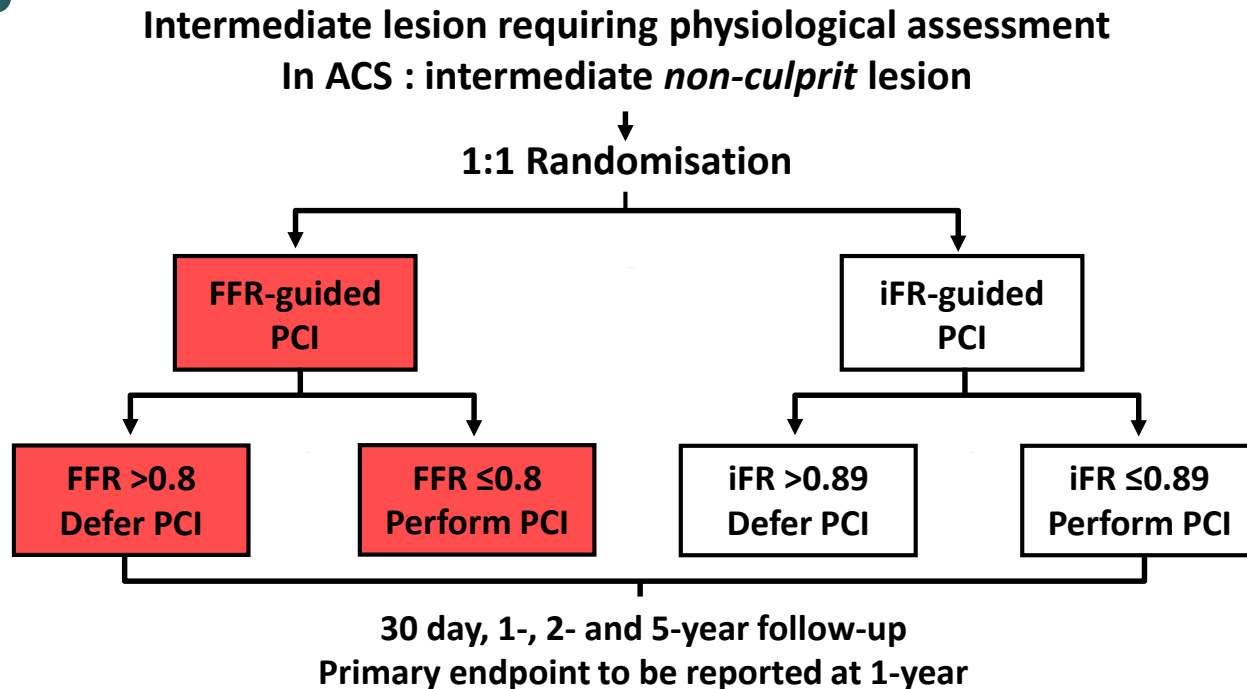 Intermediate lesion requiring physiological assessment
In ACS : intermediate non-culprit lesion
1:1 Randomisation
FFR-guided
PCI
iFR-guided
PCI
FFR >0.8
Defer PCI
FFR ≤0.8
Perform PCI
iFR >0.89
Defer PCI
iFR ≤0.89
Perform PCI
30 day, 1-, 2- and 5-year follow-up
Primary endpoint to be reported at 1-year